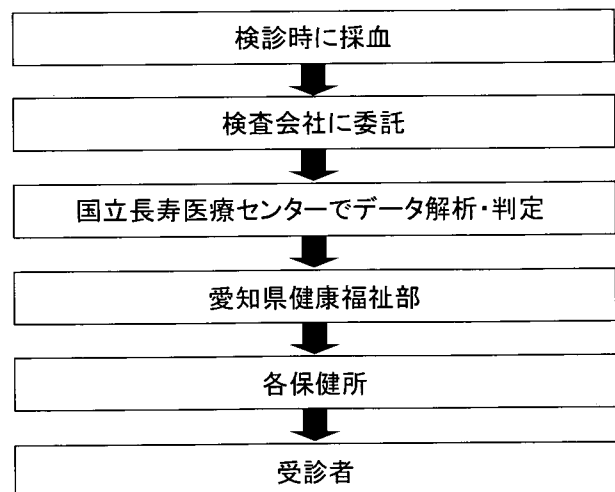 検診時に採血
検査会社に委託
国立長寿医療センターでデータ解析・判定
愛知県健康福祉部
各保健所
受診者